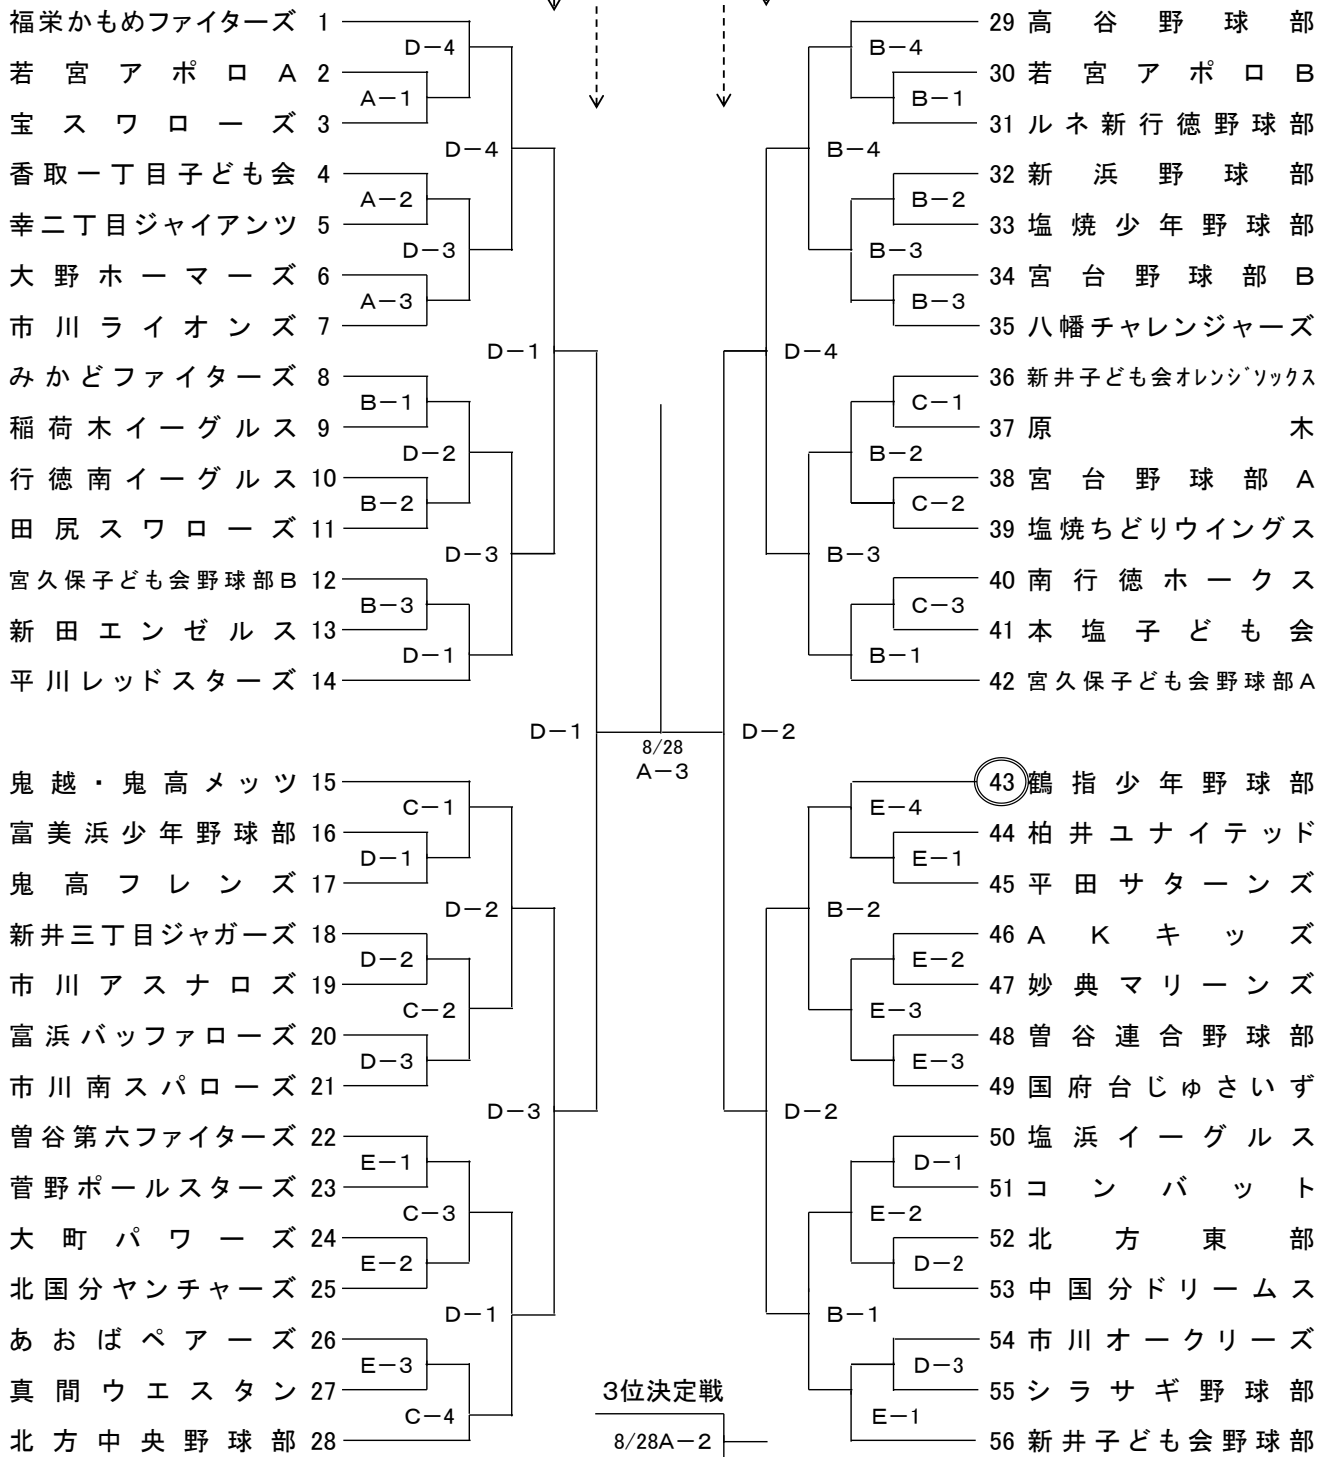 福栄かもめファイターズ 1
若宮アポロA 2
宝スワローズ 3
香取一丁目子ども会 4
幸二丁目ジャイアンツ 5
大野ホーマーズ 6
市川ライオンズ 7
みかどファイターズ 8
稲荷木イーグルス 9
行徳南イーグルス 10
田尻スワローズ 11
宮久保子ども会野球部B 12
新田エンゼルス 13
平川レッドスターズ 14
鬼越・鬼高メッツ 15
富美浜少年野球部 16
鬼高フレンズ 17
新井三丁目ジャガーズ 18
市川アスナロズ 19
富浜バッファローズ 20
市川南スパローズ 21
曽谷第六ファイターズ 22
菅野ポールスターズ 23
大町パワーズ 24
北国分ヤンチャーズ 25
あおばペアーズ 26
真間ウエスタン 27
北方中央野球部 28
D-4
A-1
D-4
A-2
D-3
A-3
D-1
B-1
D-2
B-2
D-3
B-3
D-1
D-1
C-1
D-1
D-2
D-2
C-2
D-3
D-3
E-1
C-3
E-2
D-1
E-3
C-4
8/28
A-3
3位決定戦
8/28A-2
B-4
B-1
B-4
B-2
B-3
B-3
D-4
C-1
B-2
C-2
B-3
C-3
B-1
D-2
E-4
E-1
B-2
E-2
E-3
E-3
D-2
D-1
E-2
D-2
B-1
D-3
E-1
29 高谷野球部
30 若宮アポロB
31 ルネ新行徳野球部
32 新浜野球部
33 塩焼少年野球部
34 宮台野球部B
35 八幡チャレンジャーズ
36 新井子ども会オレンジソックス
37 原木
38 宮台野球部A
39 塩焼ちどりウイングス
40 南行徳ホークス
41 本塩子ども会
42 宮久保子ども会野球部A
43 鶴指少年野球部
44 柏井ユナイテッド
45 平田サターンズ
46 AKキッズ
47 妙典マリーンズ
48 曽谷連合野球部
49 国府台じゅさいず
50 塩浜イーグルス
51 コンバット
52 北方東部
53 中国分ドリームス
54 市川オークリーズ
55 シラサギ野球部
56 新井子ども会野球部